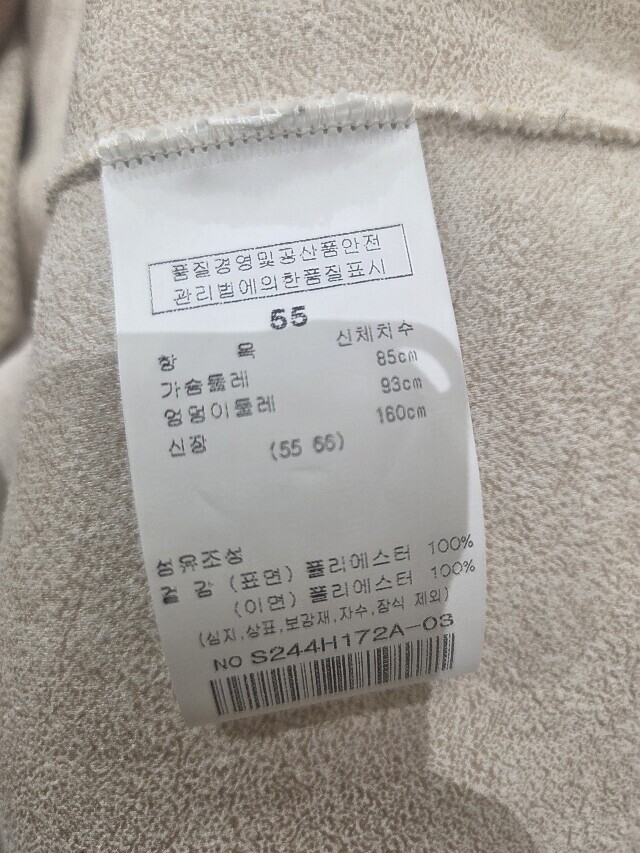 품질경영및공산품안전
관리법에의한품질표시
55
항 목 신체치수
가슴둘레 85cm
엉덩이둘레 93cm
신장 160cm
(55 66)
섬유조성
겉 감 (표면) 폴리에스터 100%
(이면) 폴리에스터 100%
(심지,상표,보강재,자수,장식 제외)
NO S244H172A-03